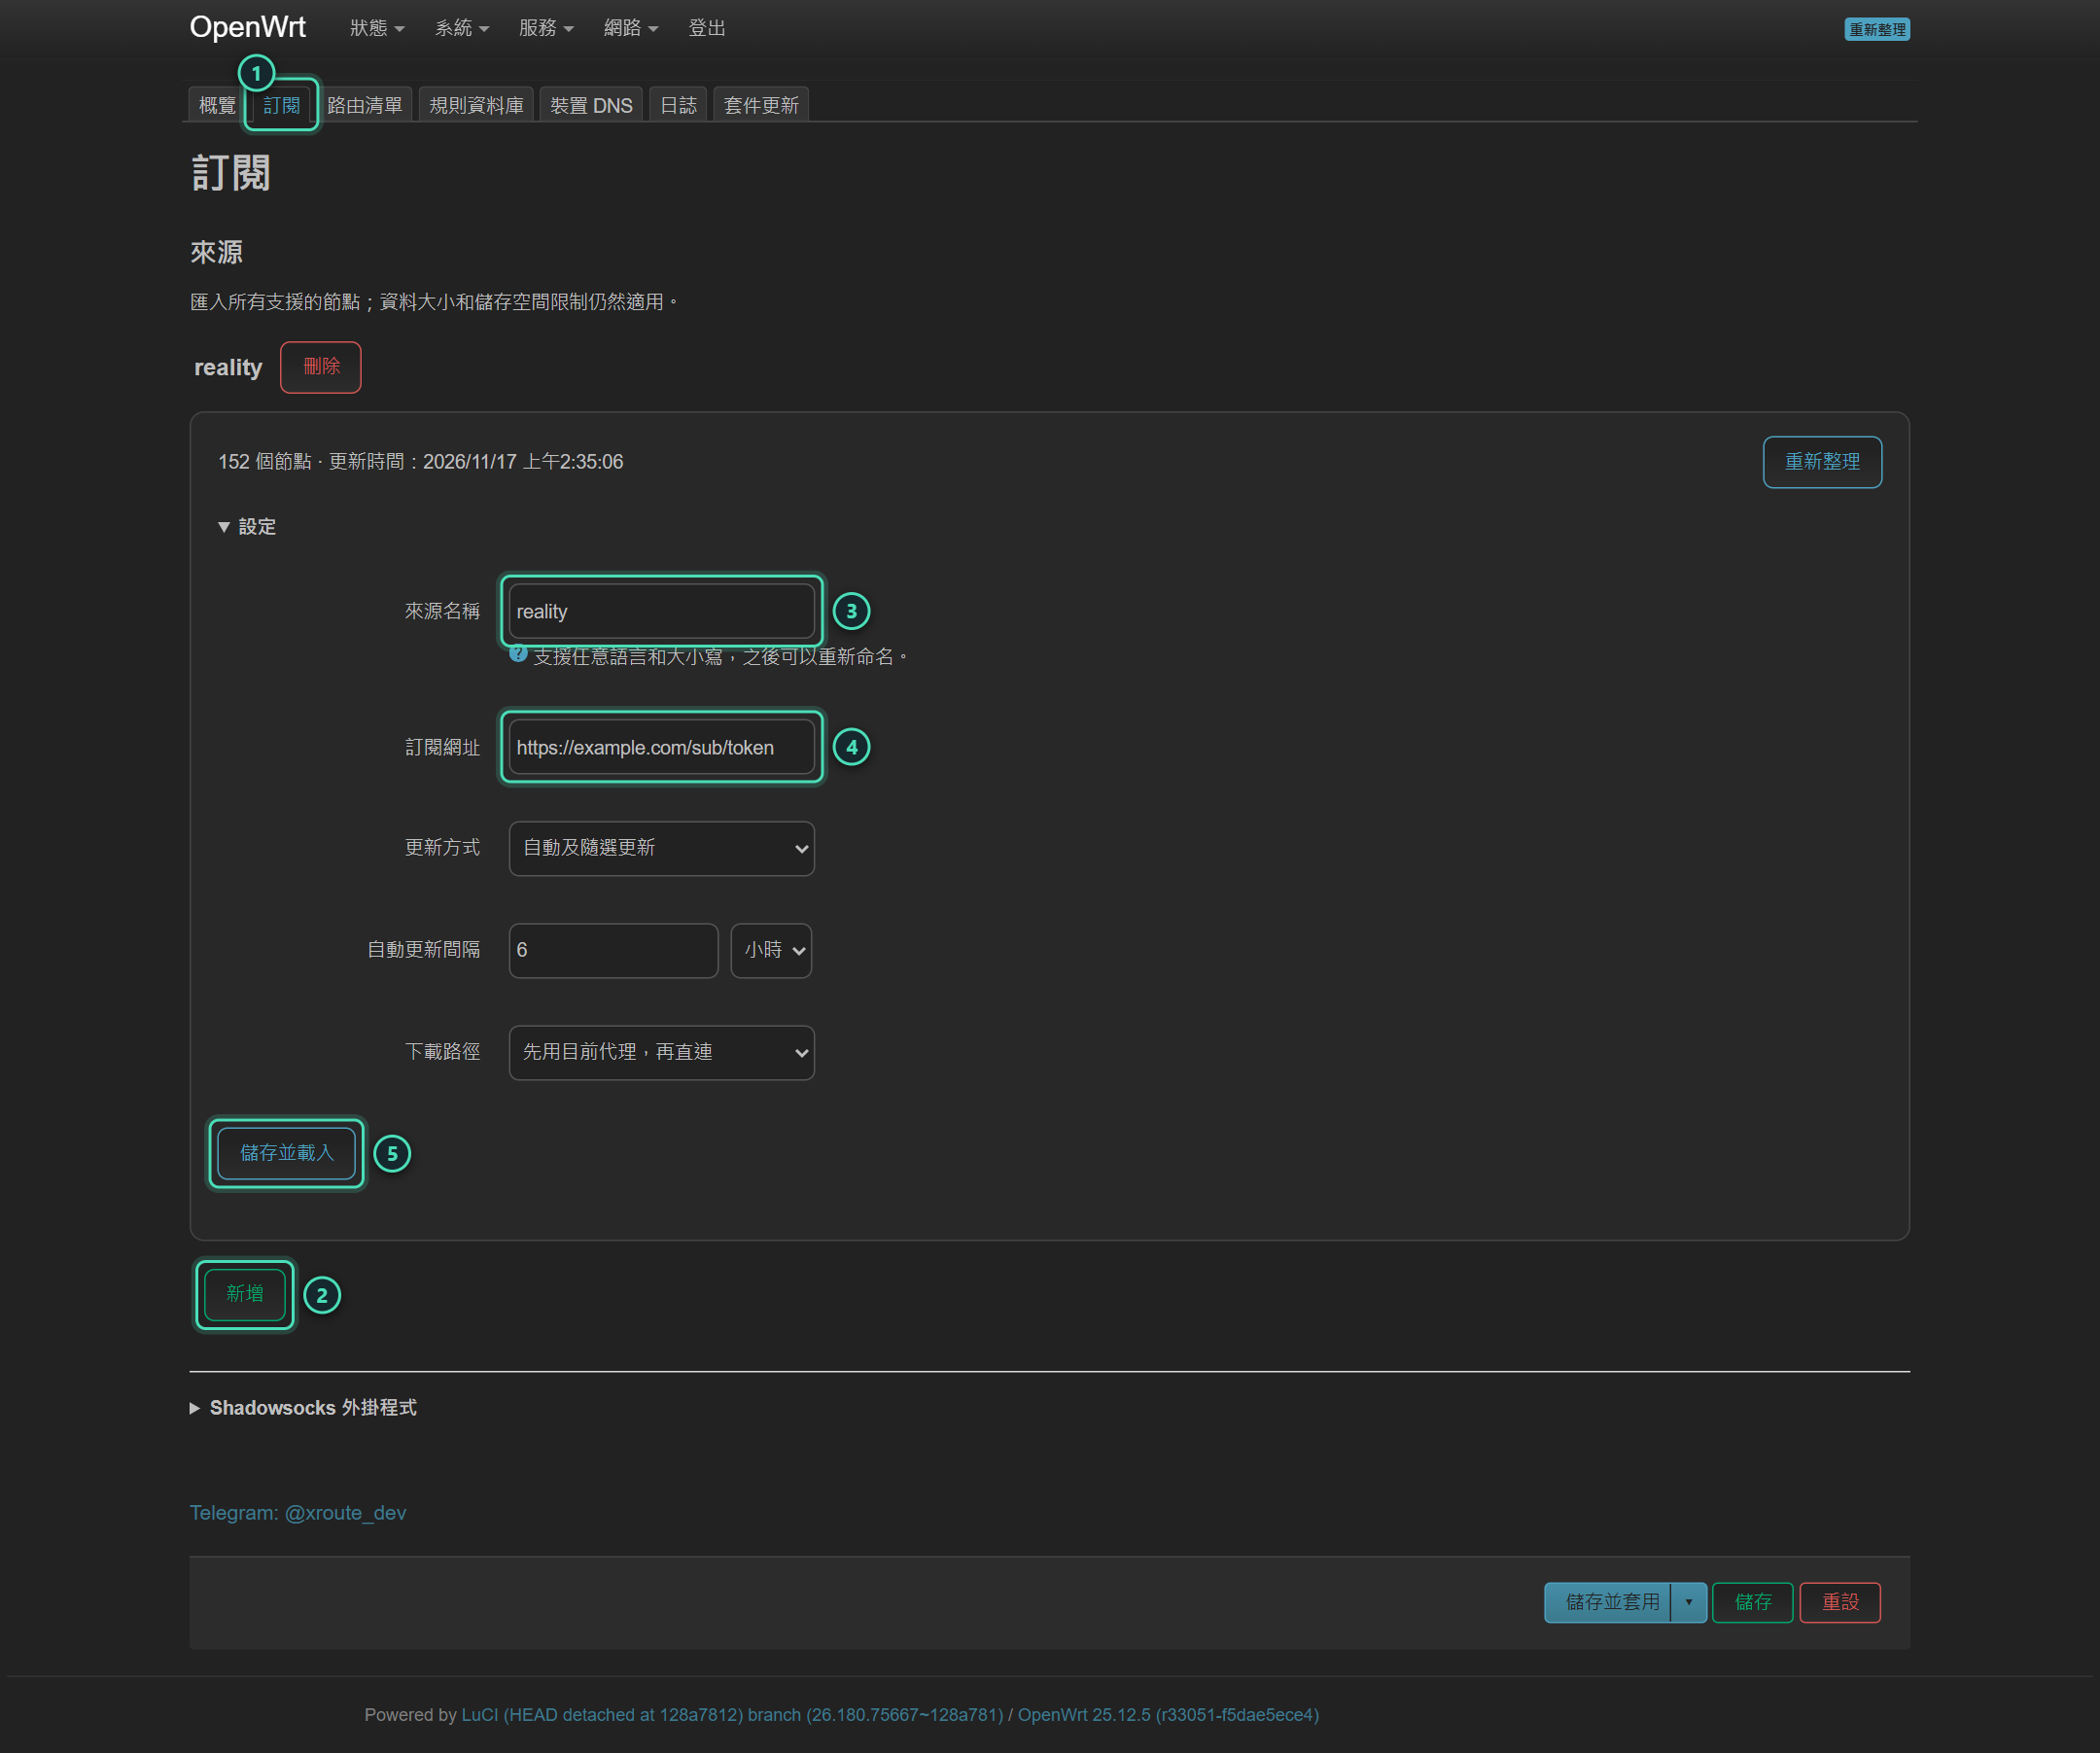 OpenWrt 狀態 系統 服務 網路 登出 重新整理
1
概覽 訂閱 路由清單 規則資料庫 裝置 DNS 日誌 套件更新
訂閱
來源
匯入所有支援的節點；資料大小和儲存空間限制仍然適用。
reality 刪除
152 個節點 · 更新時間：2026/11/17 上午2:35:06 重新整理
▼ 設定
來源名稱 reality 3
? 支援任意語言和大小寫，之後可以重新命名。
訂閱網址 https://example.com/sub/token 4
更新方式 自動及隨選更新
自動更新間隔 6 小時
下載路徑 先用目前代理，再直連
儲存並載入 5
新增 2
▶ Shadowsocks 外掛程式
Telegram: @xroute_dev
儲存並套用 ▾ 儲存 重設
Powered by LuCI (HEAD detached at 128a7812) branch (26.180.75667~128a781) / OpenWrt 25.12.5 (r33051-f5dae5ece4)